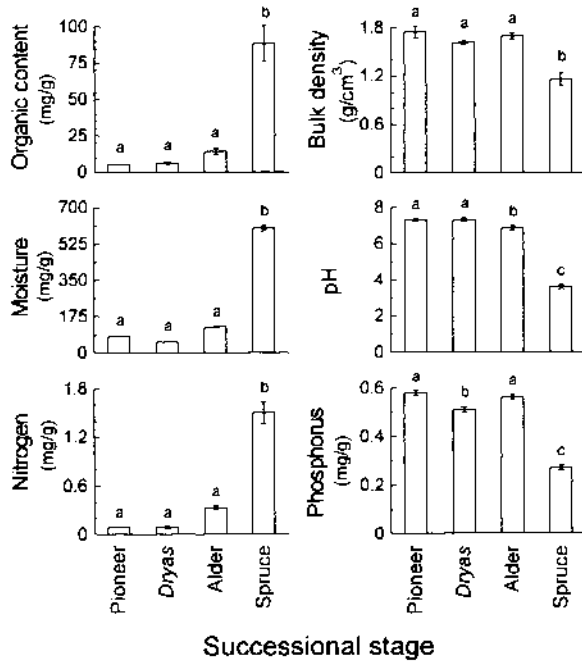 Organic content
(mg/g)
100
75
50
25
0
a
a
a
b
Bulk density
(g/cm³)
1.8
1.2
0.6
0
a
a
a
b
Moisture
(mg/g)
700
525
350
175
0
a
a
a
b
pH
8
6
4
2
0
a
a
b
c
Nitrogen
(mg/g)
1.8
1.2
0.6
0
a
a
a
b
Phosphorus
(mg/g)
0.6
0.4
0.2
0
a
b
a
c
Pioneer
Dryas
Alder
Spruce
Pioneer
Dryas
Alder
Spruce
Successional stage